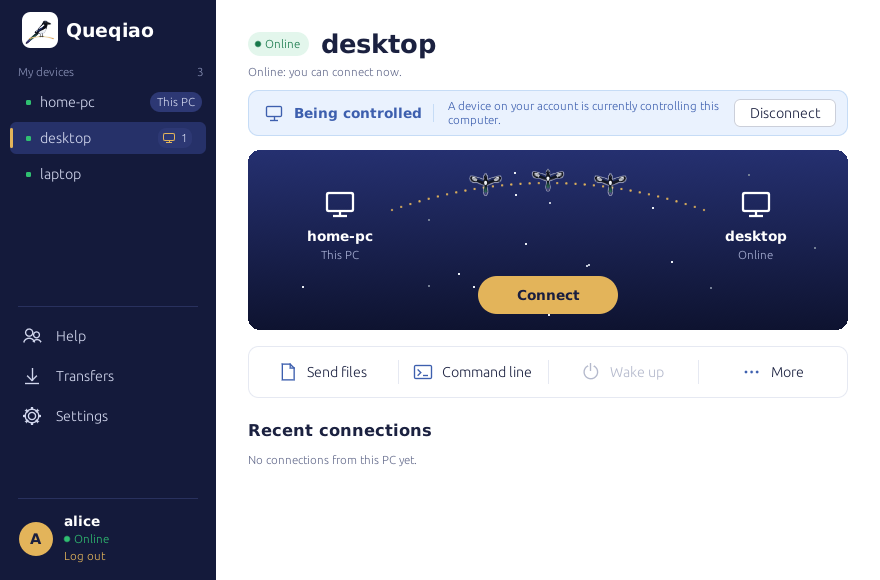 Queqiao
My devices 3
home-pc This PC
desktop 1
laptop
Help
Transfers
Settings
A
alice
Online
Log out
Online desktop
Online: you can connect now.
Being controlled
A device on your account is currently controlling this
computer.
Disconnect
home-pc
This PC
desktop
Online
Connect
Send files
Command line
Wake up
More
Recent connections
No connections from this PC yet.